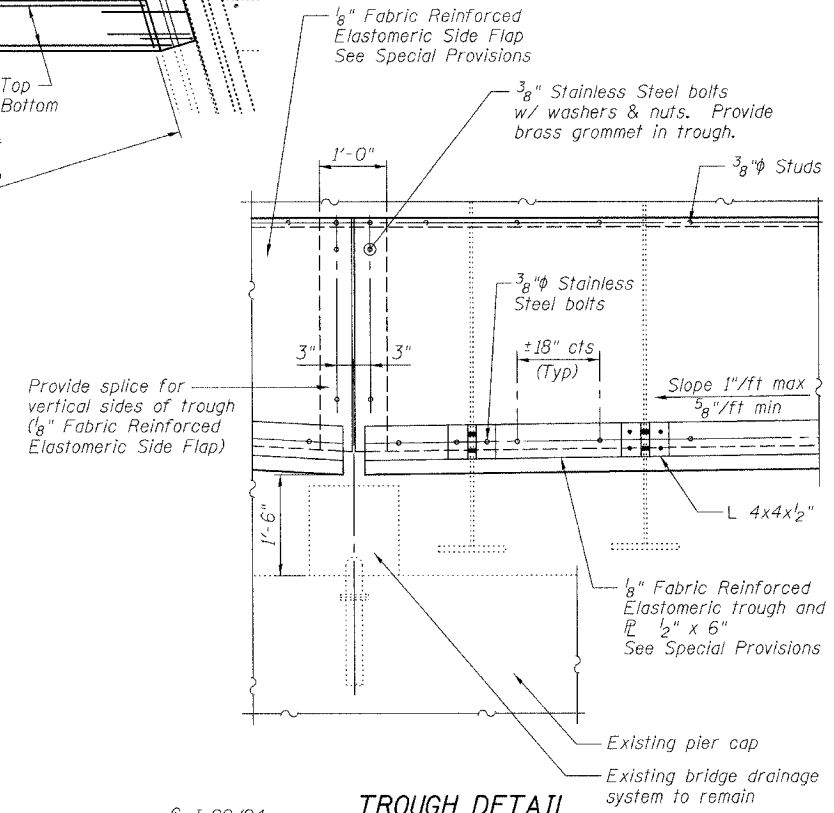 1/8" Fabric Reinforced
Elastomeric Side Flap
See Special Provisions
Top
Bottom
3/8" Stainless Steel bolts
w/ washers & nuts. Provide
brass grommet in trough.
1'-0"
3/8"φ Studs
3/8"φ Stainless
Steel bolts
3"
3"
±18" cts
(Typ)
Slope 1"/ft max
5/8"/ft min
Provide splice for
vertical sides of trough
(1/8" Fabric Reinforced
Elastomeric Side Flap)
1'-6"
L 4x4x1/2"
1/8" Fabric Reinforced
Elastomeric trough and
PL 1/2" x 6"
See Special Provisions
Existing pier cap
Existing bridge drainage
system to remain
TROUGH DETAIL